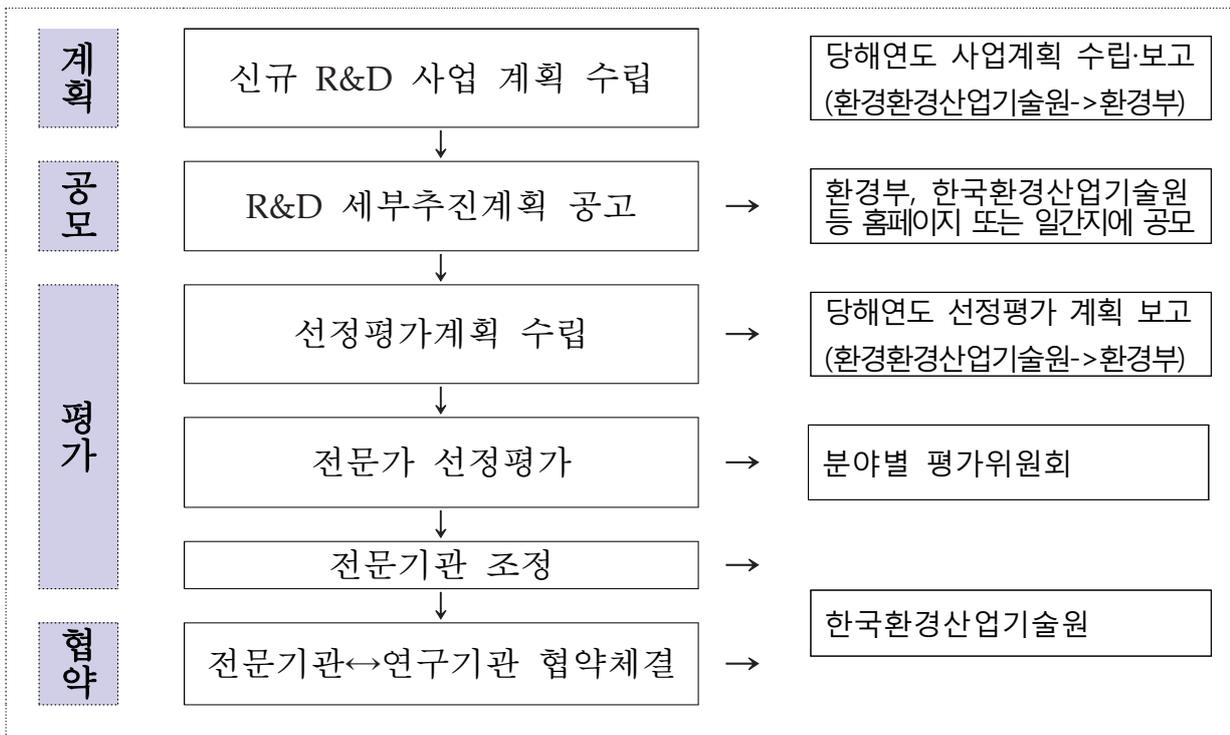 계획
신규 R&D 사업 계획 수립
당해연도 사업계획 수립·보고
(환경환경산업기술원->환경부)
↓
공모
R&D 세부추진계획 공고
→
환경부, 한국환경산업기술원
등 홈페이지 또는 일간지에 공모
↓
평가
선정평가계획 수립
→
당해연도 선정평가 계획 보고
(환경환경산업기술원->환경부)
↓
전문가 선정평가
→
분야별 평가위원회
↓
전문기관 조정
→
한국환경산업기술원
↓
협약
전문기관↔연구기관 협약체결
→